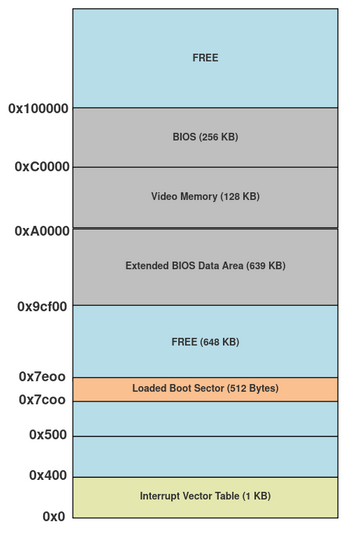 FREE
0x100000
BIOS (256 KB)
0xC0000
Video Memory (128 KB)
0xA0000
Extended BIOS Data Area (639 KB)
0x9cf00
FREE (648 KB)
0x7eoo
Loaded Boot Sector (512 Bytes)
0x7coo
0x500
0x400
Interrupt Vector Table (1 KB)
0x0